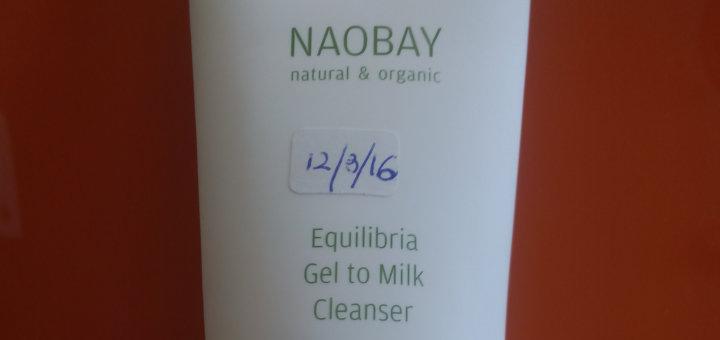 NAOBAY
natural & organic
12/3/16
Equilibria
Gel to Milk
Cleanser